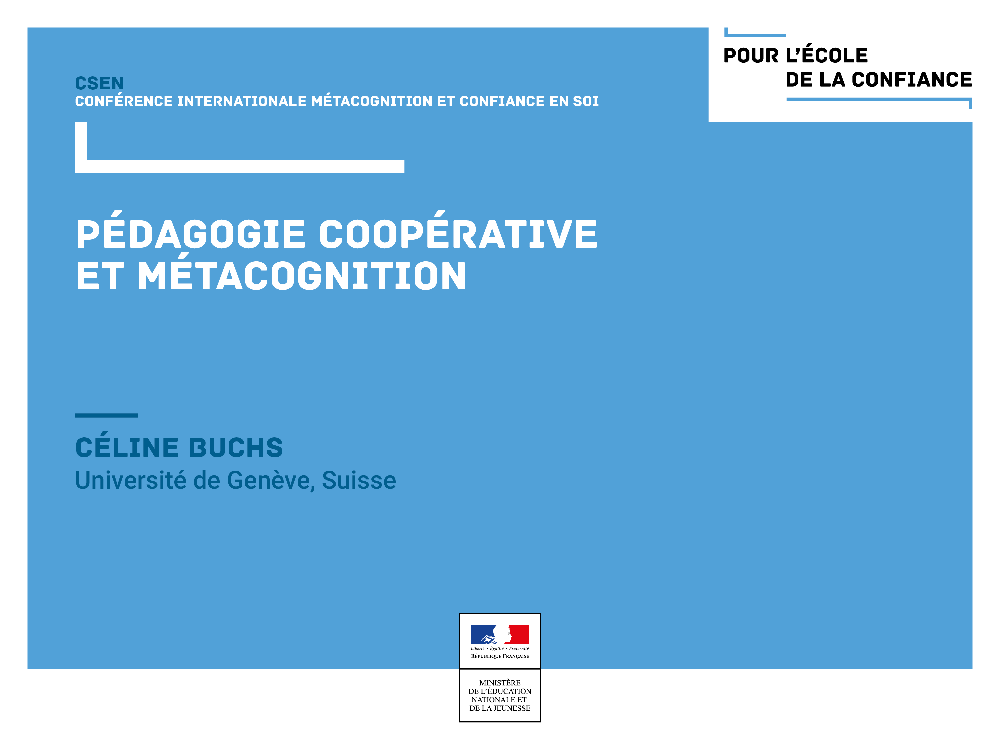 POUR L'ÉCOLE
DE LA CONFIANCE
CSEN
CONFÉRENCE INTERNATIONALE MÉTACOGNITION ET CONFIANCE EN SOI
PÉDAGOGIE COOPÉRATIVE
ET MÉTACOGNITION
CÉLINE BUCHS
Université de Genève, Suisse
Liberté • Égalité • Fraternité
RÉPUBLIQUE FRANÇAISE
MINISTÈRE
DE L'ÉDUCATION
NATIONALE ET
DE LA JEUNESSE